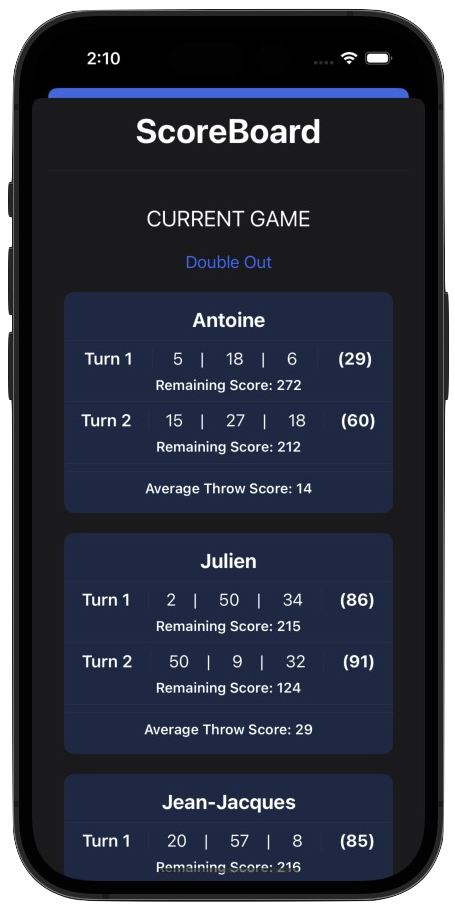 2:10
ScoreBoard
CURRENT GAME
Double Out
Antoine
Turn 1 5 | 18 | 6 (29)
Remaining Score: 272
Turn 2 15 | 27 | 18 (60)
Remaining Score: 212
Average Throw Score: 14
Julien
Turn 1 2 | 50 | 34 (86)
Remaining Score: 215
Turn 2 50 | 9 | 32 (91)
Remaining Score: 124
Average Throw Score: 29
Jean-Jacques
Turn 1 20 | 57 | 8 (85)
Remaining Score: 216